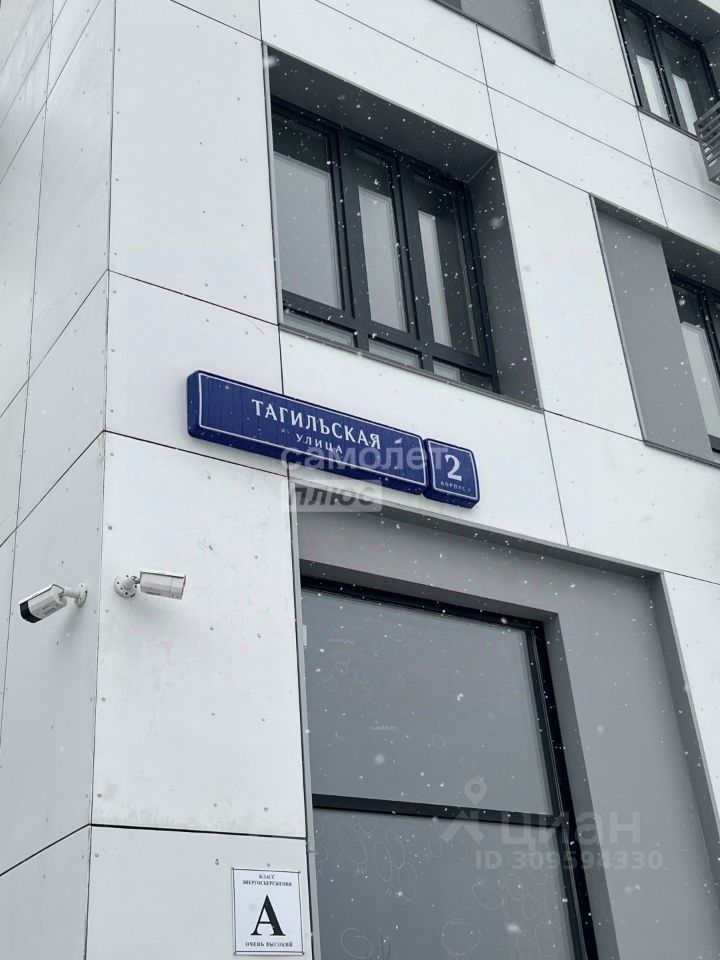 ТАГИЛЬСКАЯ
УЛИЦА
2
КОРПУС 1
самолет
плюс
циан
ID 309594330
КЛАСС
ЭНЕРГОСБЕРЕЖЕНИЯ
А
ОЧЕНЬ ВЫСОКИЙ